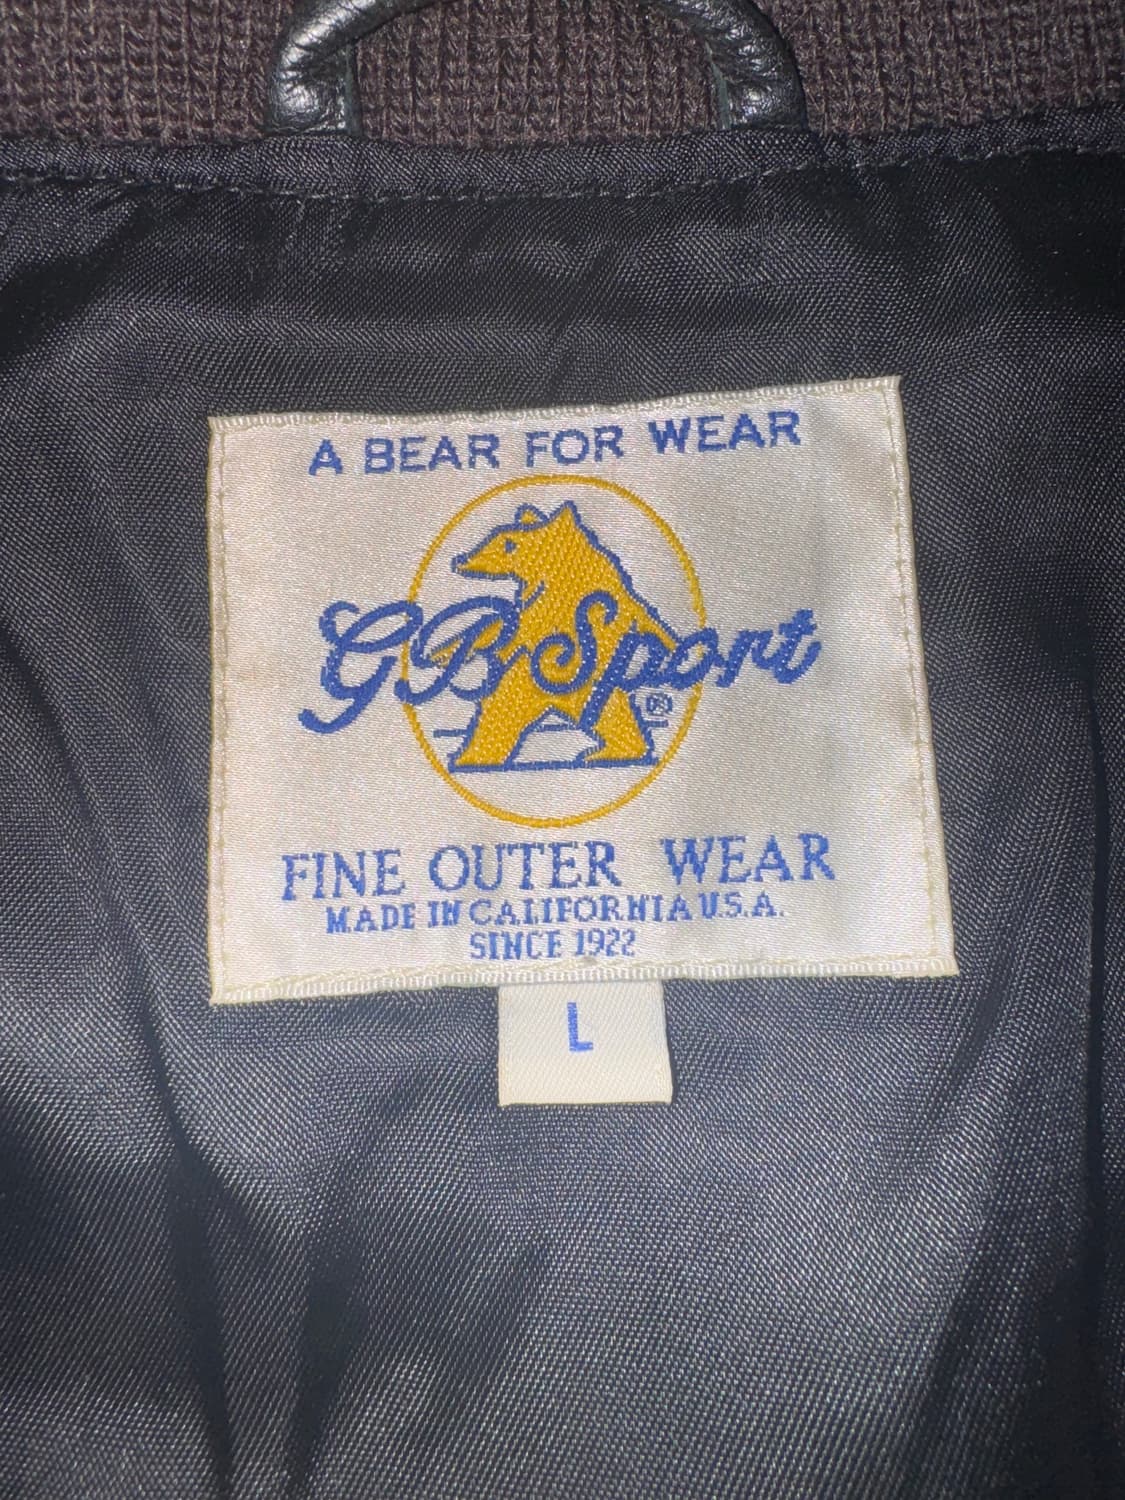 A BEAR FOR WEAR
GB Sport
®
FINE OUTER WEAR
MADE IN CALIFORNIA U.S.A.
SINCE 1922
L